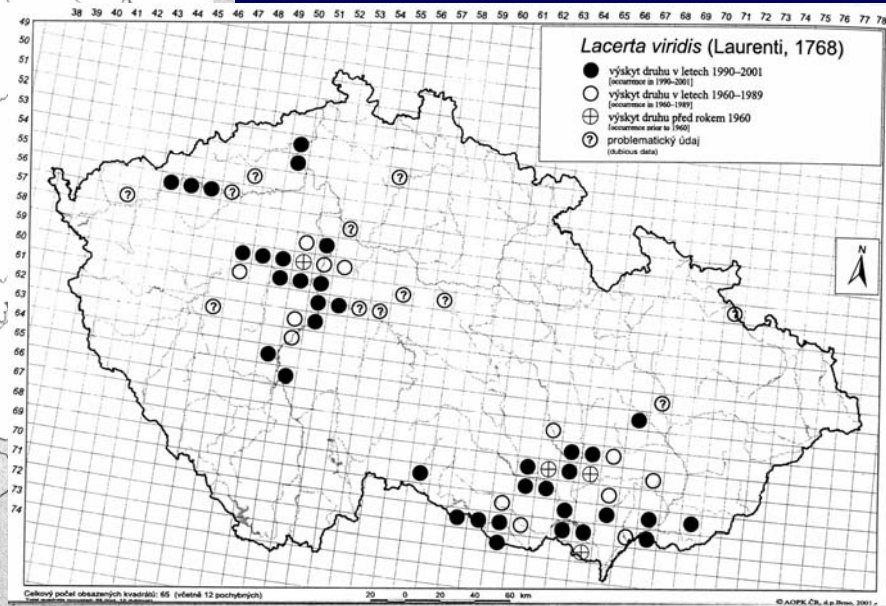 38 39 40 41 42 43 44 45 46 47 48 49 50 51 52 53 54 55 56 57 58 59 60 61 62 63 64 65 66 67 68 69 70 71 72 73 74 75 76 77 78
49
50
51
52
53
54
55
56
57
58
59
60
61
62
63
64
65
66
67
68
69
70
71
72
73
74
Lacerta viridis (Laurenti, 1768)
výskyt druhu v letech 1990–2001
[occurrence in 1990–2001]
výskyt druhu v letech 1960–1989
[occurrence in 1960–1989]
výskyt druhu před rokem 1960
[occurrence prior to 1960]
? problematický údaj
(dubious data)
N
? ? ? ? ? ? ? ? ? ? ? ?
Celkový počet obsazených kvadrátů: 65 (včetně 12 pochybných)
20 0 20 40 60 km
© AOPK ČR, d.p. Brno, 2001